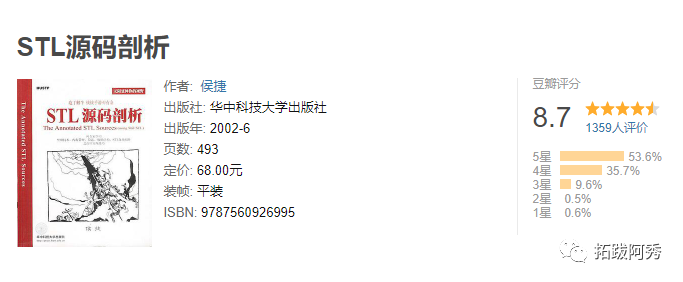 STL源码剖析
作者: 侯捷
出版社: 华中科技大学出版社
出版年: 2002-6
页数: 493
定价: 68.00元
装帧: 平装
ISBN: 9787560926995
The Annotated STL Sources
STL 源码剖析
The Annotated STL Sources
侯捷
豆瓣评分
8.7
1359人评价
5星 53.6%
4星 35.7%
3星 9.6%
2星 0.5%
1星 0.6%
拓跋阿秀